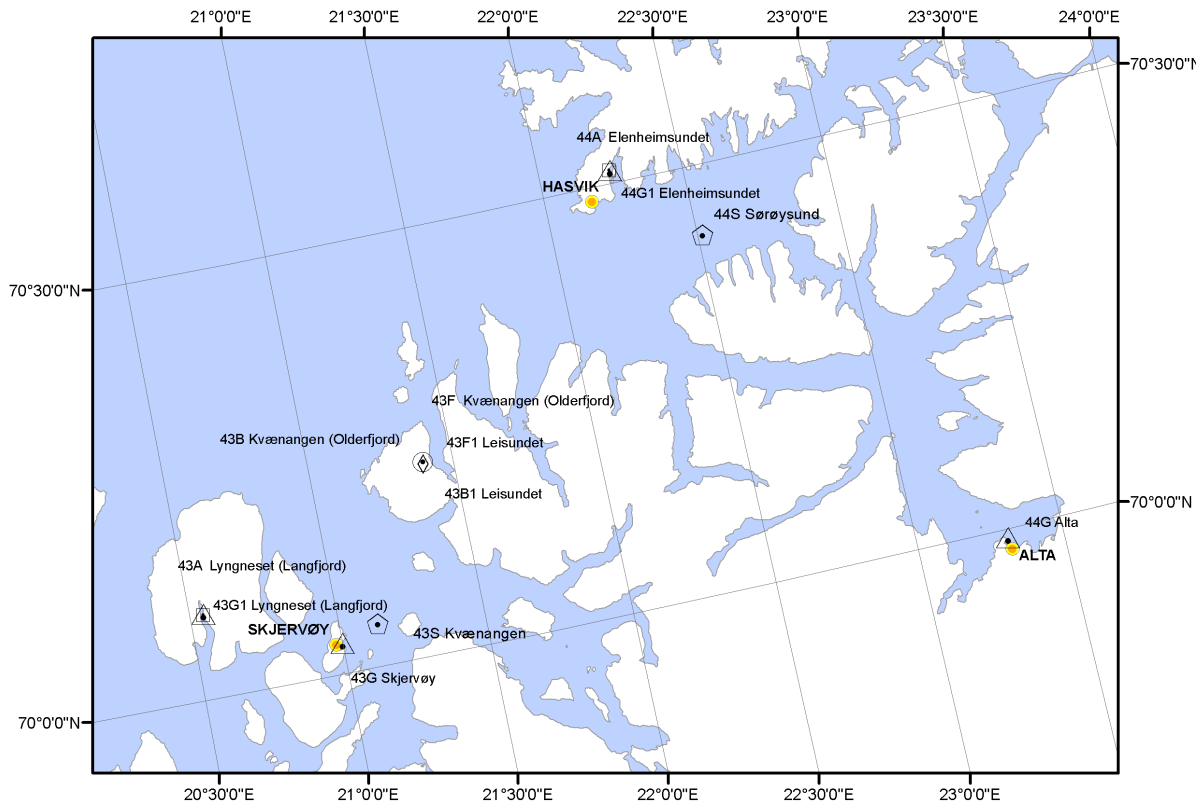 21°0'0"E
21°30'0"E
22°0'0"E
22°30'0"E
23°0'0"E
23°30'0"E
24°0'0"E
70°30'0"N
44A Elenheimsundet
HASVIK
44G1 Elenheimsundet
44S Sørøysund
70°30'0"N
43F Kvænangen (Olderfjord)
43B Kvænangen (Olderfjord)
43F1 Leisundet
43B1 Leisundet
70°0'0"N
44G Alta
ALTA
43A Lyngneset (Langfjord)
43G1 Lyngneset (Langfjord)
SKJERVØY
43S Kvænangen
43G Skjervøy
70°0'0"N
20°30'0"E
21°0'0"E
21°30'0"E
22°0'0"E
22°30'0"E
23°0'0"E